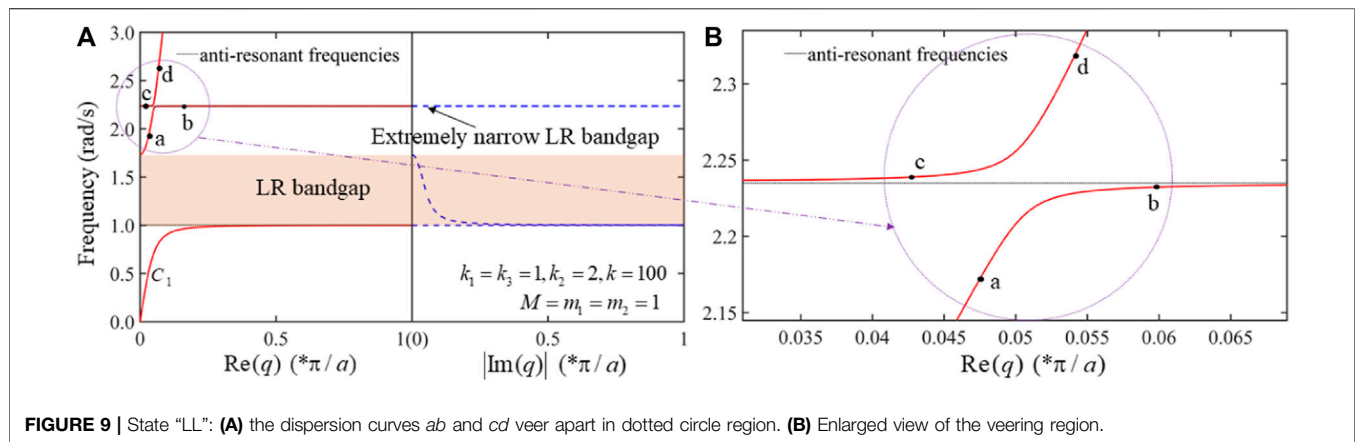 A
3.0
2.5
2.0
1.5
1.0
0.5
0.0
Frequency (rad/s)
anti-resonant frequencies
d
c
b
a
Extremely narrow LR bandgap
LR bandgap
C₁
k₁ = k₃ = 1, k₂ = 2, k = 100
M = m₁ = m₂ = 1
0
0.5
1(0)
0.5
1
Re(q) (*π/a)
|Im(q)| (*π/a)
B
2.3
2.25
2.2
2.15
anti-resonant frequencies
d
c
b
a
0.035
0.04
0.045
0.05
0.055
0.06
0.065
Re(q) (*π/a)
FIGURE 9 | State “LL”: (A) the dispersion curves ab and cd veer apart in dotted circle region. (B) Enlarged view of the veering region.